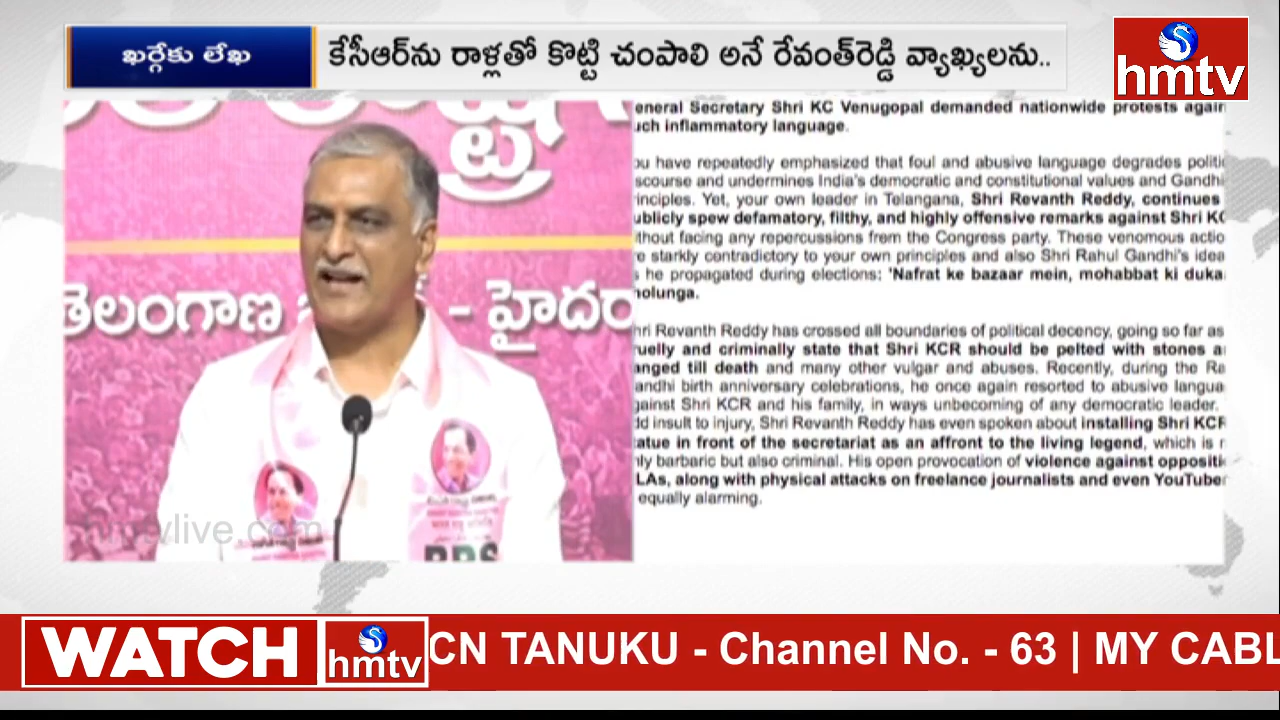 ఖర్గేకు లేఖ
కేసీఆర్‌ను రాళ్లతో కొట్టి చంపాలి అనే రేవంత్‌రెడ్డి వ్యాఖ్యలను..
hmtv
తెలంగాణ - హైదరా
hmtvlive.com
BRS
eneral Secretary Shri KC Venugopal demanded nationwide protests again
uch inflammatory language.
ou have repeatedly emphasized that foul and abusive language degrades politic
scourse and undermines India's democratic and constitutional values and Gandhi
rinciples. Yet, your own leader in Telangana, Shri Revanth Reddy, continues
ublicly spew defamatory, filthy, and highly offensive remarks against Shri KC
ithout facing any repercussions from the Congress party. These venomous actio
e starkly contradictory to your own principles and also Shri Rahul Gandhi's idea
s he propagated during elections: 'Nafrat ke bazaar mein, mohabbat ki duka
holunga.
hri Revanth Reddy has crossed all boundaries of political decency, going so far as
ruelly and criminally state that Shri KCR should be pelted with stones a
anged till death and many other vulgar and abuses. Recently, during the Ra
andhi birth anniversary celebrations, he once again resorted to abusive langua
gainst Shri KCR and his family, in ways unbecoming of any democratic leader.
dd insult to injury, Shri Revanth Reddy has even spoken about installing Shri KCR
tatue in front of the secretariat as an affront to the living legend, which is n
nly barbaric but also criminal. His open provocation of violence against oppositi
LAs, along with physical attacks on freelance journalists and even YouTuber
equally alarming.
WATCH hmtv CN TANUKU - Channel No. - 63 | MY CABL